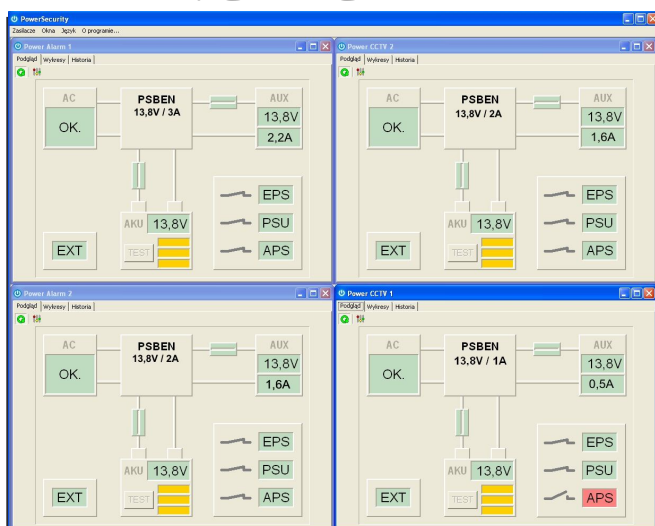 PowerSecurity
Zasilacze Okna Język O programie...
Power Alarm 1
Podgląd Wykresy Historia
AC
OK.
PSBEN
13,8V / 3A
AUX
13,8V
2,2A
AKU 13,8V
TEST
EXT
EPS
PSU
APS
Power CCTV 2
Podgląd Wykresy Historia
AC
OK.
PSBEN
13,8V / 2A
AUX
13,8V
1,6A
AKU 13,8V
TEST
EXT
EPS
PSU
APS
Power Alarm 2
Podgląd Wykresy Historia
AC
OK.
PSBEN
13,8V / 2A
AUX
13,8V
1,6A
AKU 13,8V
TEST
EXT
EPS
PSU
APS
Power CCTV 1
Podgląd Wykresy Historia
AC
OK.
PSBEN
13,8V / 1A
AUX
13,8V
0,5A
AKU 13,8V
TEST
EXT
EPS
PSU
APS